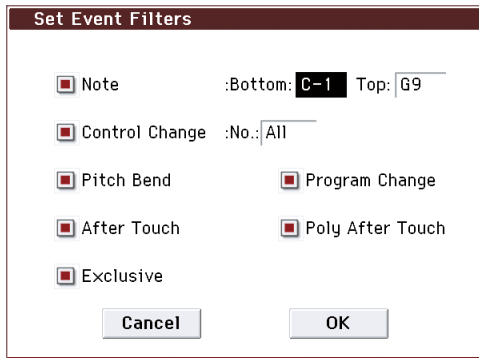 Set Event Filters
Note :Bottom: C-1 Top: G9
Control Change :No.: All
Pitch Bend Program Change
After Touch Poly After Touch
Exclusive
Cancel OK